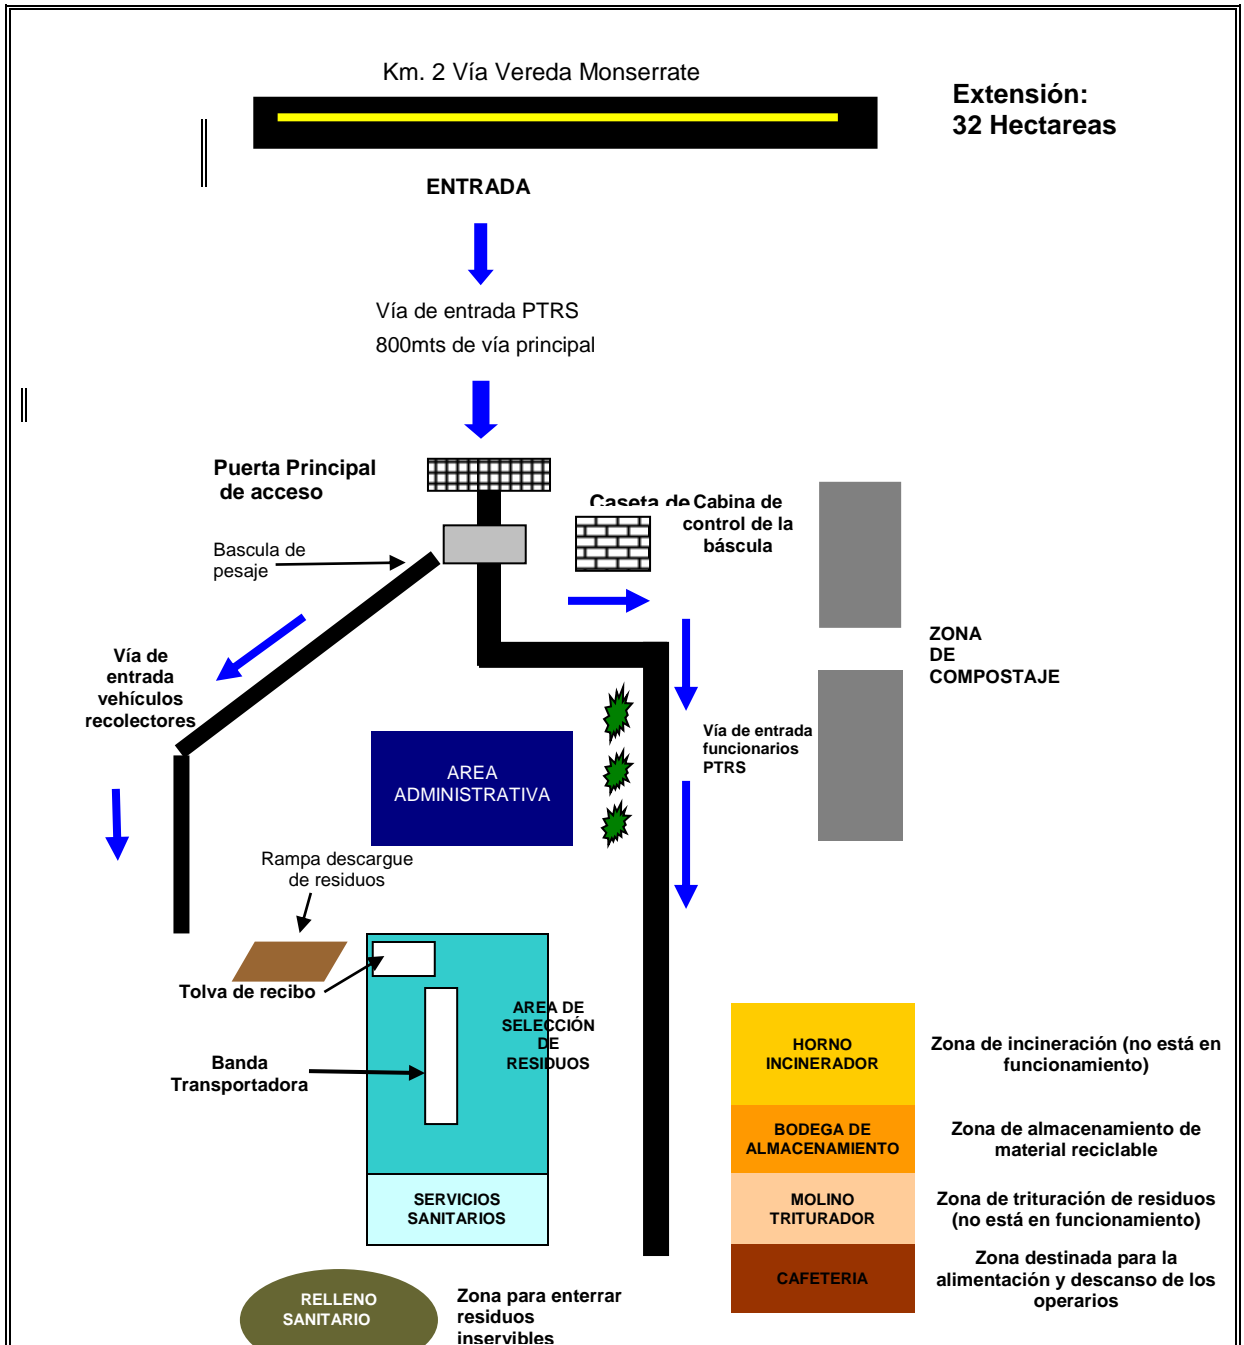 Km. 2 Vía Vereda Monserrate
Extensión:
32 Hectareas
ENTRADA
Vía de entrada PTRS
800mts de vía principal
Puerta Principal
de acceso
Caseta de
Cabina de
control de la
báscula
Bascula de
pesaje
ZONA
DE
COMPOSTAJE
Vía de
entrada
vehículos
recolectores
Vía de entrada
funcionarios
PTRS
AREA
ADMINISTRATIVA
Rampa descargue
de residuos
Tolva de recibo
AREA DE
SELECCIÓN
DE
RESIDUOS
Banda
Transportadora
HORNO
INCINERADOR
Zona de incineración (no está en
funcionamiento)
BODEGA DE
ALMACENAMIENTO
Zona de almacenamiento de
material reciclable
SERVICIOS
SANITARIOS
MOLINO
TRITURADOR
Zona de trituración de residuos
(no está en funcionamiento)
CAFETERIA
Zona destinada para la
alimentación y descanso de los
operarios
RELLENO
SANITARIO
Zona para enterrar
residuos
inservibles